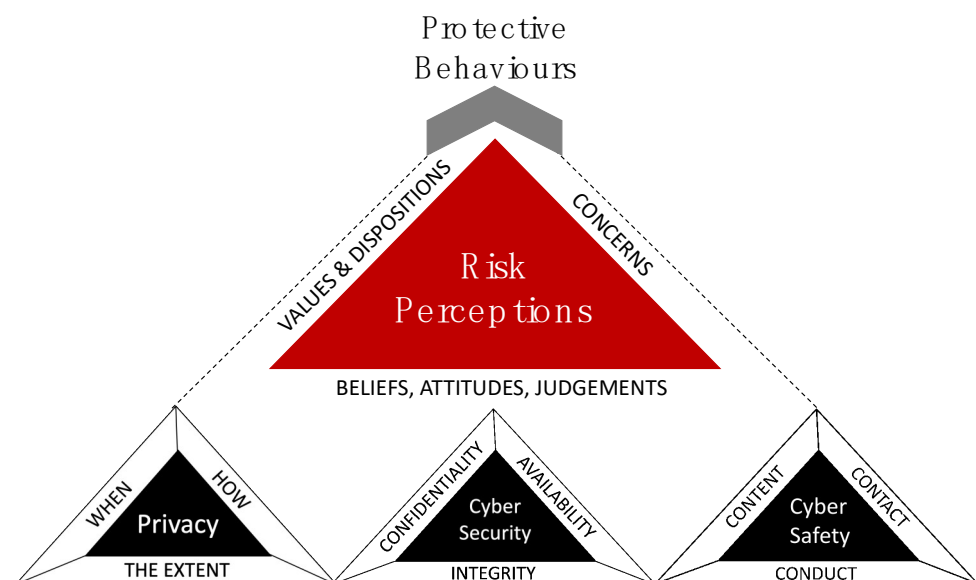 Protective
Behaviours
VALUES & DISPOSITIONS
CONCERNS
Risk
Perceptions
BELIEFS, ATTITUDES, JUDGEMENTS
WHEN
HOW
Privacy
THE EXTENT
CONFIDENTIALITY
AVAILABILITY
Cyber
Security
INTEGRITY
CONTENT
CONTACT
Cyber
Safety
CONDUCT